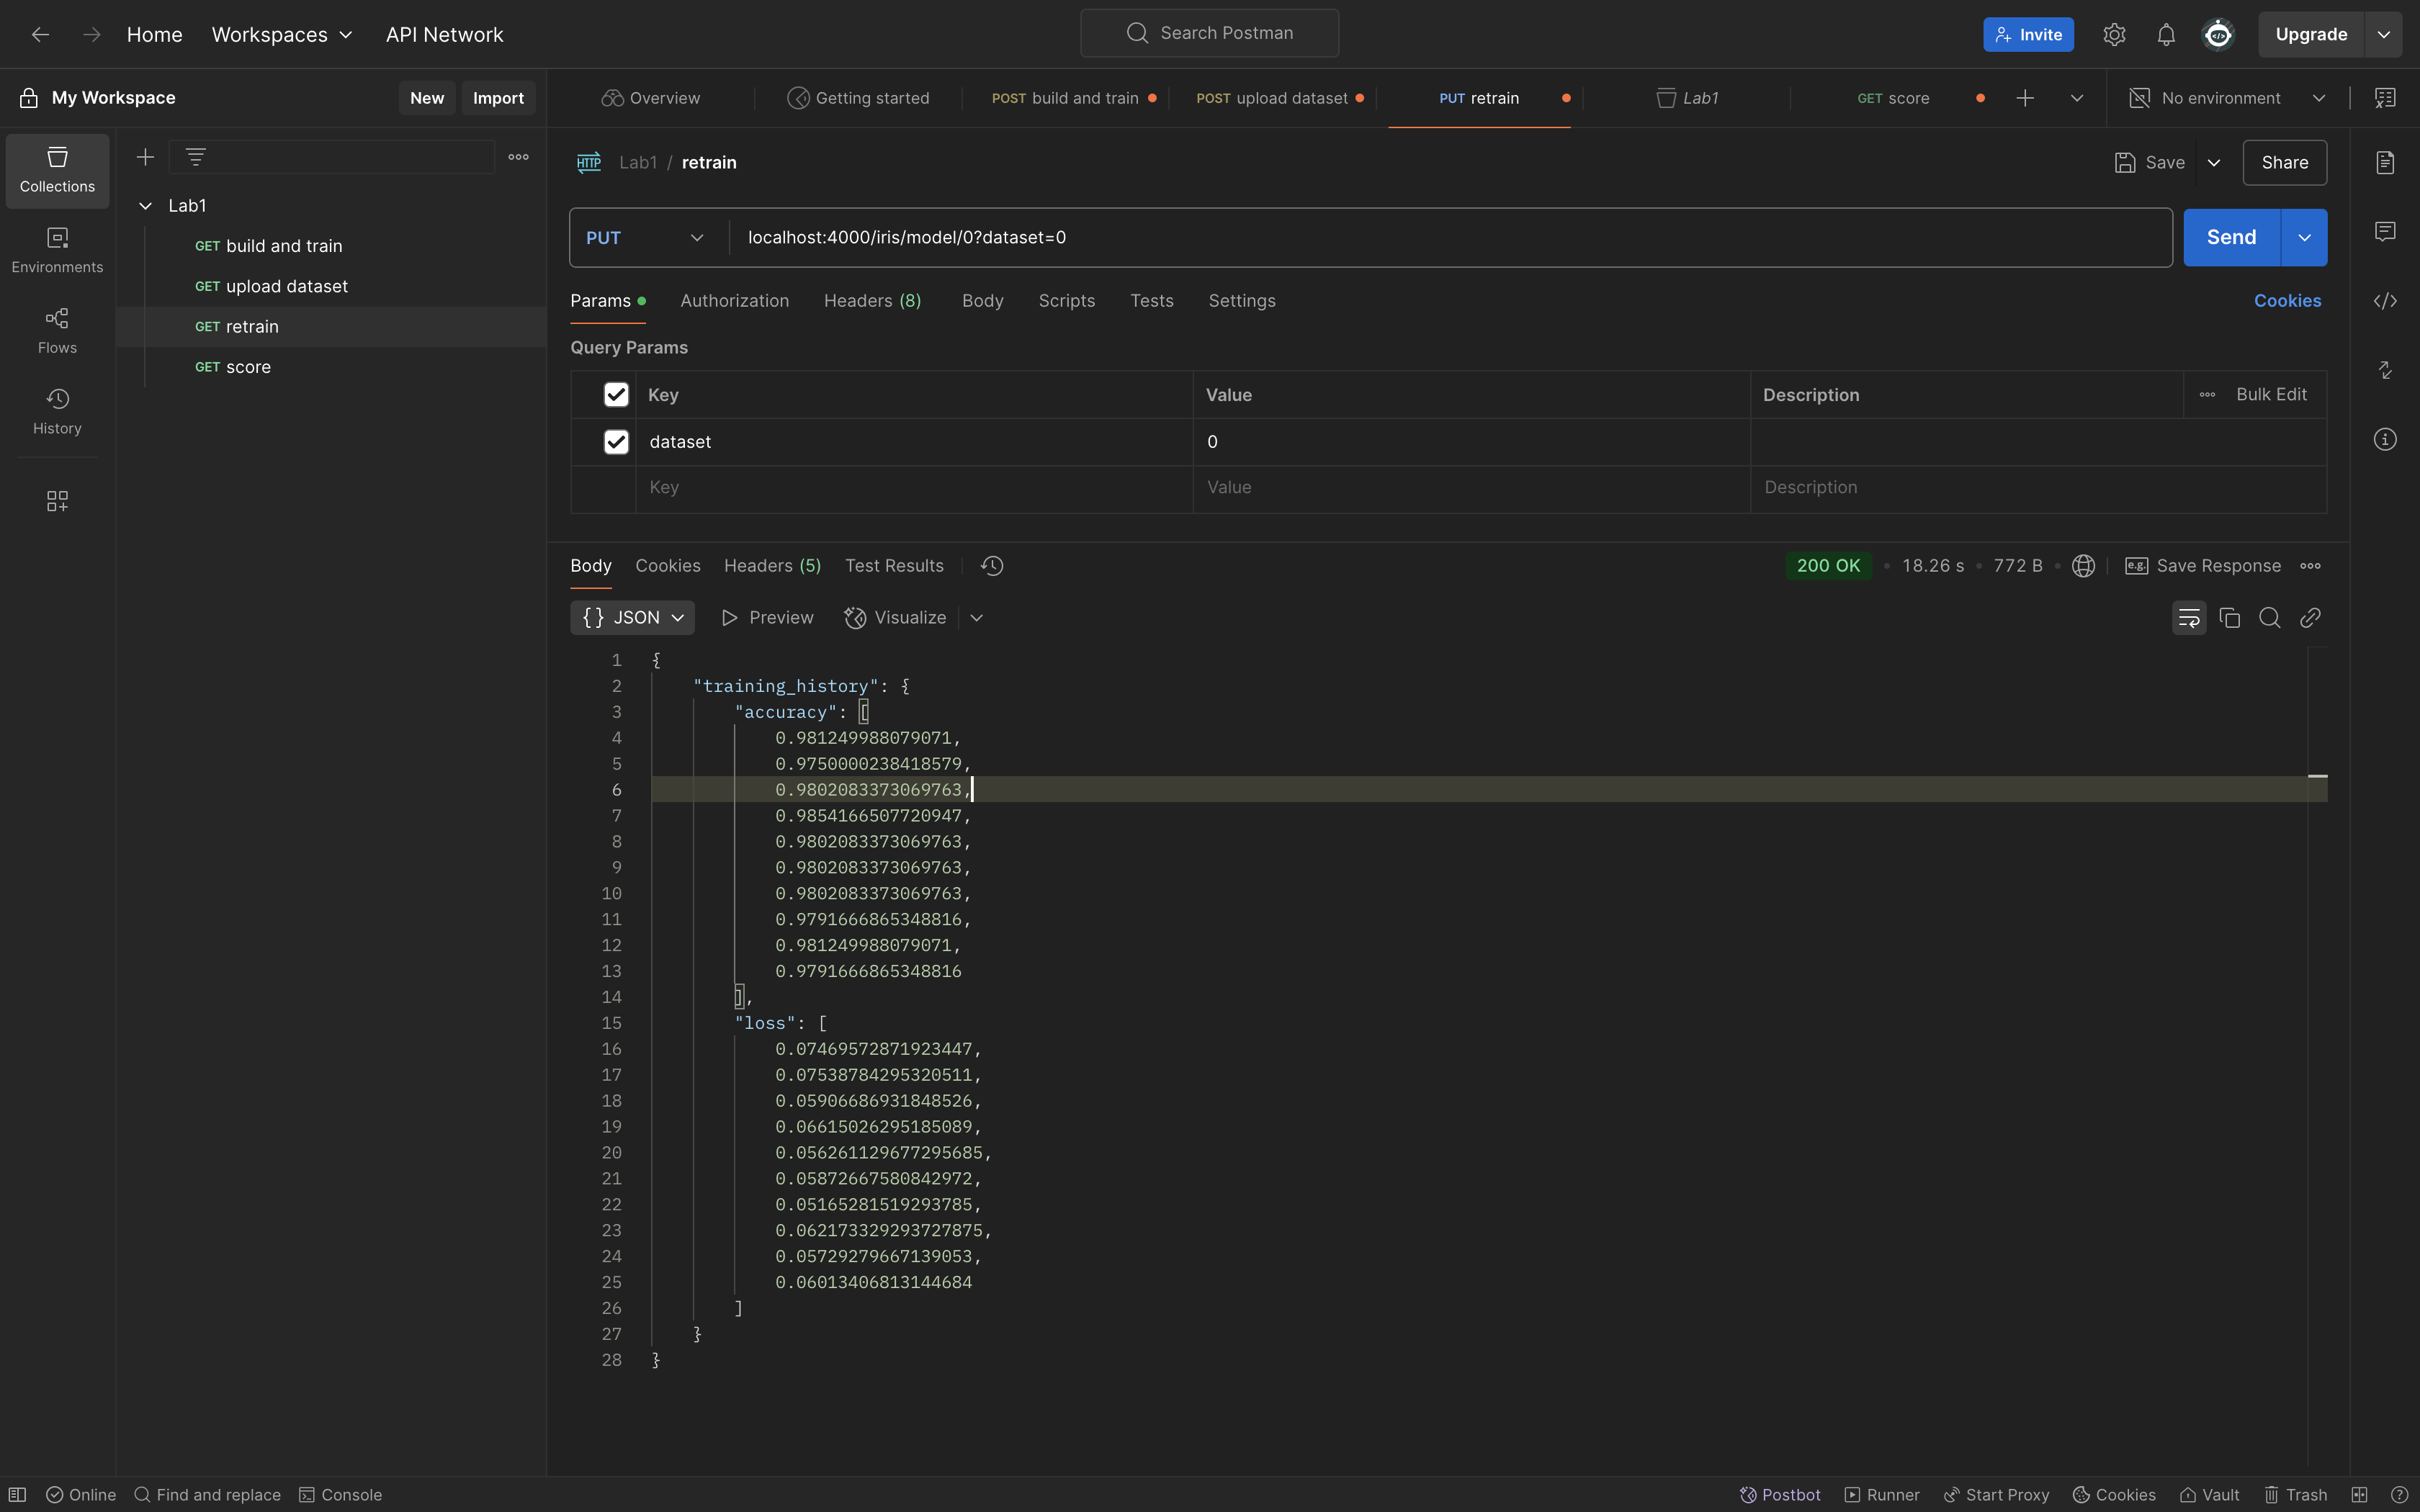 Home Workspaces API Network Search Postman Invite Upgrade
My Workspace New Import Overview Getting started POST build and train POST upload dataset PUT retrain Lab1 GET score No environment
Collections
Environments
Flows
History
Lab1
GET build and train
GET upload dataset
GET retrain
GET score
HTTP Lab1 / retrain Save Share
PUT localhost:4000/iris/model/0?dataset=0 Send
Params Authorization Headers (8) Body Scripts Tests Settings Cookies
Query Params
Key Value Description Bulk Edit
dataset 0
Key Value Description
Body Cookies Headers (5) Test Results 200 OK • 18.26 s • 772 B • e.g. Save Response
{} JSON Preview Visualize
1 {
2 "training_history": {
3 "accuracy": [
4 0.981249988079071,
5 0.9750000238418579,
6 0.9802083373069763,
7 0.9854166507720947,
8 0.9802083373069763,
9 0.9802083373069763,
10 0.9802083373069763,
11 0.9791666865348816,
12 0.981249988079071,
13 0.9791666865348816
14 ],
15 "loss": [
16 0.07469572871923447,
17 0.07538784295320511,
18 0.05906686931848526,
19 0.06615026295185089,
20 0.056261129677295685,
21 0.05872667580842972,
22 0.05165281519293785,
23 0.062173329293727875,
24 0.05729279667139053,
25 0.06013406813144684
26 ]
27 }
28 }
Online Find and replace Console Postbot Runner Start Proxy Cookies Vault Trash